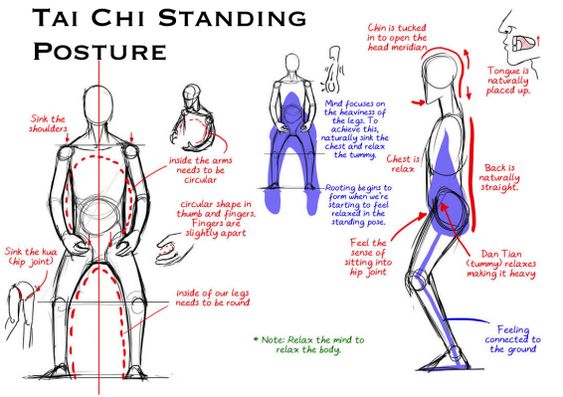 Tai Chi Standing
Posture
Chin is tucked
in to open the
head meridian
Tongue is
naturally
placed up.
Sink the
shoulders
inside the arms
needs to be
circular
circular shape in
thumb and fingers.
Fingers are
slightly apart
Sink the kua
(hip joint)
inside of our legs
needs to be round
Mind focuses on
the heaviness of
the legs. To
achieve this,
naturally sink the
chest and relax
the tummy.
Rooting begins to
form when we're
starting to feel
relaxed in the
standing pose.
Chest is
relax
Back is
naturally
straight.
Feel the
sense of
sitting into
hip joint
Dan Tian
(tummy) relaxes
making it heavy
Feeling
connected to
the ground
* Note: Relax the mind to
relax the body.